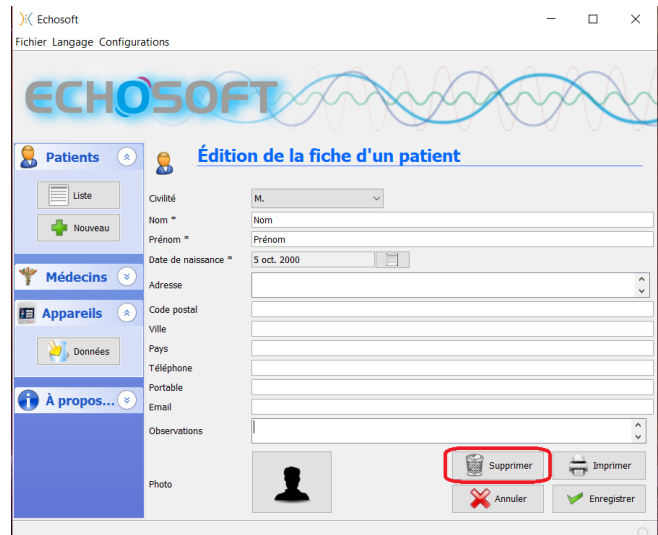 Echosoft
Fichier Langage Configurations
ECHOSOFT
Patients
Liste
Nouveau
Médecins
Appareils
Données
À propos...
Édition de la fiche d'un patient
Civilité M.
Nom * Nom
Prénom * Prénom
Date de naissance * 5 oct. 2000
Adresse
Code postal
Ville
Pays
Téléphone
Portable
Email
Observations
Photo
Supprimer
Imprimer
Annuler
Enregistrer